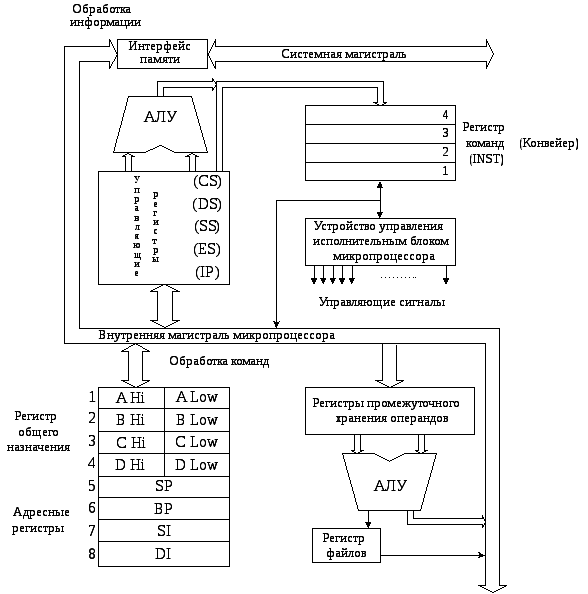 Обработка
информации
Интерфейс
памяти
Системная магистраль
АЛУ
4
3
2
1
Регистр
команд
(INST)
(Конвейер)
Управляющие
регистры
(CS)
(DS)
(SS)
(ES)
(IP)
Устройство управления
исполнительным блоком
микропроцессора
..........
Управляющие сигналы
Внутренняя магистраль микропроцессора
Обработка команд
Регистр
общего
назначения
1 A Hi A Low
2 B Hi B Low
3 C Hi C Low
4 D Hi D Low
Адресные
регистры
5 SP
6 BP
7 SI
8 DI
Регистры промежуточного
хранения операндов
АЛУ
Регистр
файлов